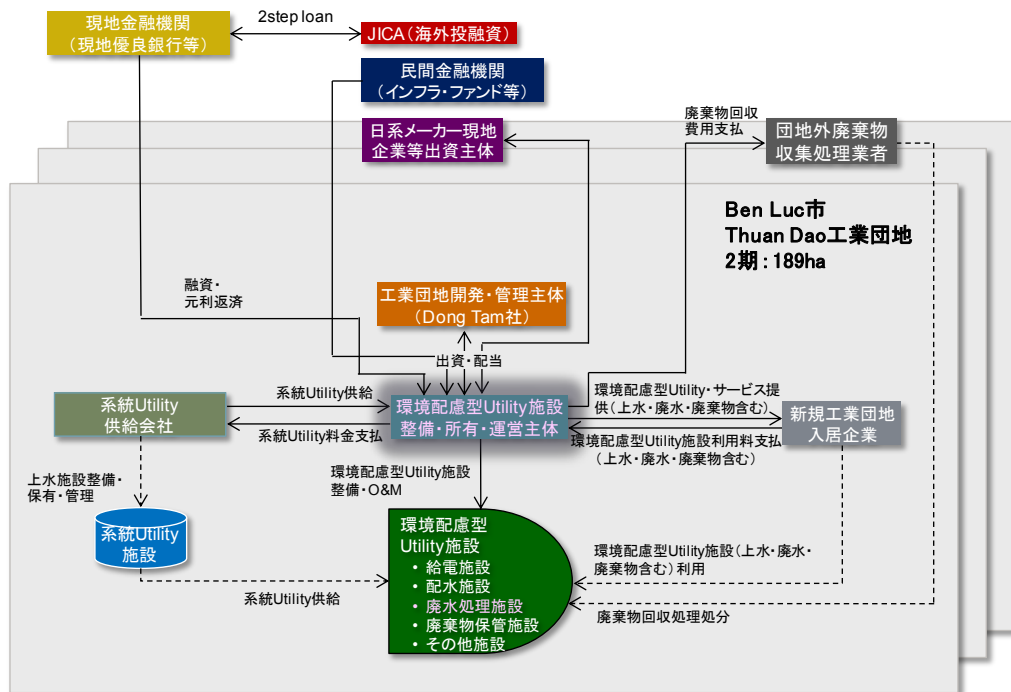 現地金融機関
（現地優良銀行等）
2step loan
JICA（海外投融資）
民間金融機関
（インフラ・ファンド等）
日系メーカー現地
企業等出資主体
廃棄物回収
費用支払
団地外廃棄物
収集処理業者
Ben Luc市
Thuan Dao工業団地
2期：189ha
融資・
元利返済
工業団地開発・管理主体
（Dong Tam社）
出資・配当
系統Utility
供給会社
系統Utility供給
系統Utility料金支払
環境配慮型Utility施設
整備・所有・運営主体
環境配慮型Utility・サービス提
供（上水・廃水・廃棄物含む）
環境配慮型Utility施設利用料支払
（上水・廃水・廃棄物含む）
新規工業団地
入居企業
上水施設整備・
保有・管理
環境配慮型Utility施設
整備・O&M
系統Utility
施設
系統Utility供給
環境配慮型
Utility施設
・ 給電施設
・ 配水施設
・ 廃水処理施設
・ 廃棄物保管施設
・ その他施設
環境配慮型Utility施設（上水・廃水・
廃棄物含む）利用
廃棄物回収処理処分